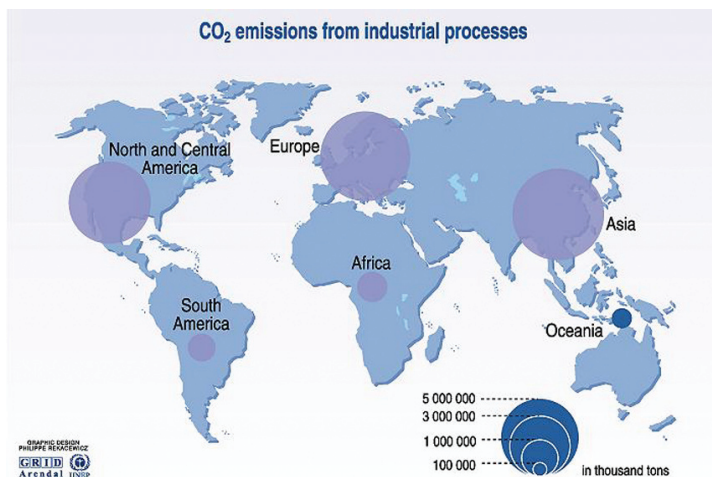 CO₂ emissions from industrial processes
North and Central
America
Europe
Asia
Africa
South
America
Oceania
5 000 000
3 000 000
1 000 000
100 000
in thousand tons
GRAPHIC DESIGN
PHILIPPE REKACEWICZ
GRID
Arendal
UNEP